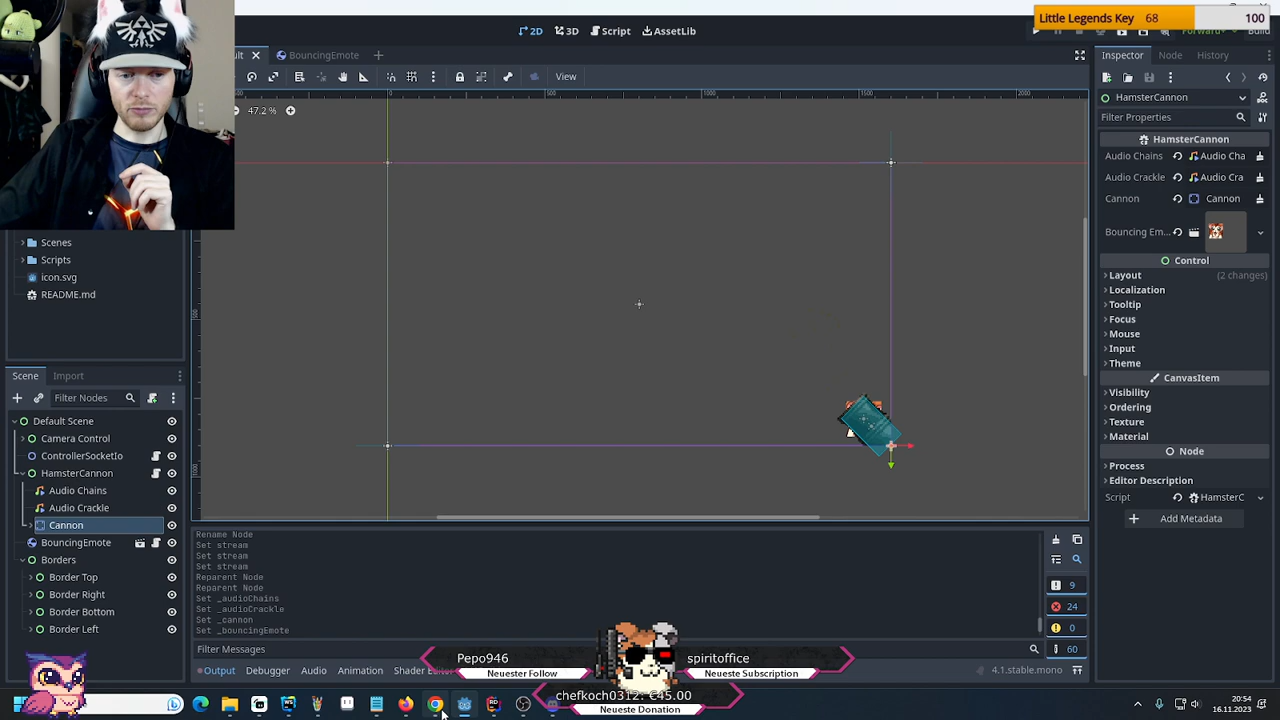 Little Legends Key 68 100
2D 3D Script AssetLib
BouncingEmote
View
47.2 %
0 500 1000 1500 2000
Scenes
Scripts
icon.svg
README.md
Scene Import
Filter Nodes
Default Scene
Camera Control
ControllerSocketIo
HamsterCannon
Audio Chains
Audio Crackle
Cannon
BouncingEmote
Borders
Border Top
Border Right
Border Bottom
Border Left
Rename Node
Set stream
Set stream
Set stream
Reparent Node
Reparent Node
Set _audioChains
Set _audioCrackle
Set _cannon
Set _bouncingEmote
Filter Messages
9
24
0
60
Output Debugger Audio Animation Shader
4.1.stable.mono
Inspector Node History
HamsterCannon
Filter Properties
HamsterCannon
Audio Chains Audio Cha
Audio Crackle Audio Cra
Cannon Cannon
Bouncing Em...
Control
Layout (2 changes)
Localization
Tooltip
Focus
Mouse
Input
Theme
CanvasItem
Visibility
Ordering
Texture
Material
Node
Process
Editor Description
Script HamsterC
Add Metadata
Pepo946
Neuester Follow
spiritoffice
Neueste Subscription
chefkoch0312: €45.00
Neueste Donation
20:54
16.11.2023